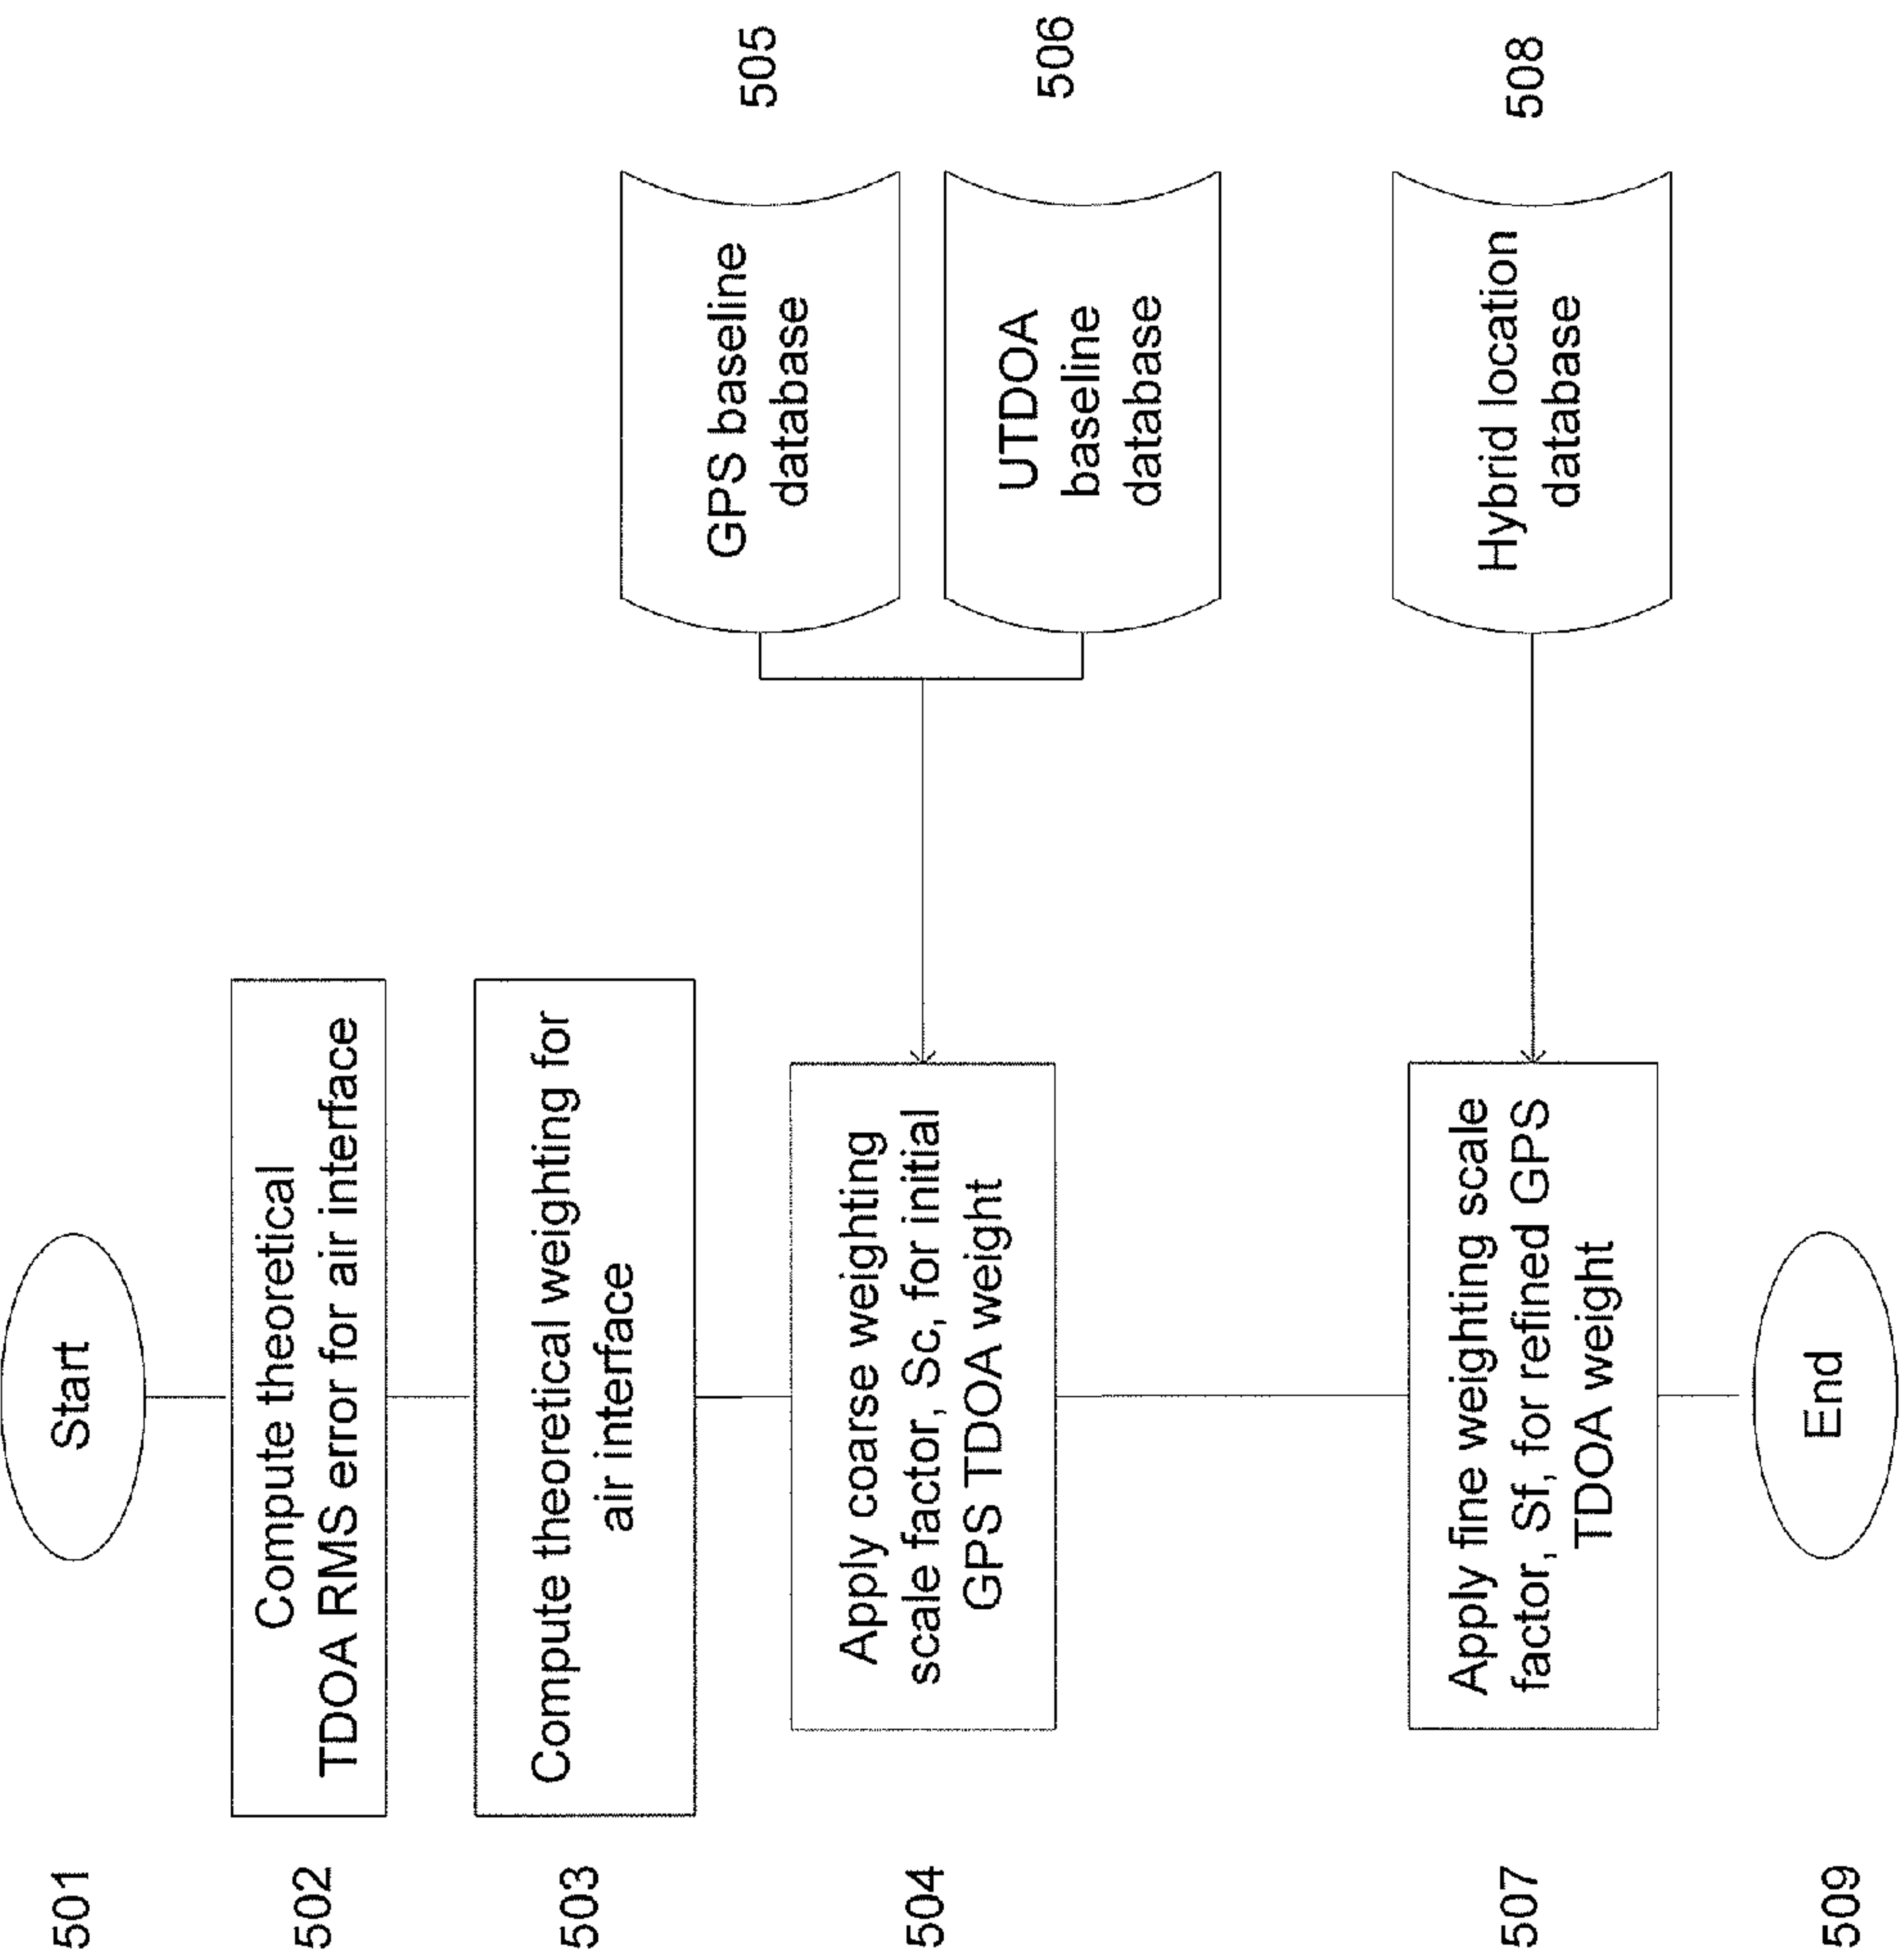 501
Start
502
Compute theoretical
TDOA RMS error for air interface
503
Compute theoretical weighting for
air interface
504
Apply coarse weighting
scale factor, Sc, for initial
GPS TDOA weight
GPS baseline
database
505
UTDOA
baseline
database
506
507
Apply fine weighting scale
factor, Sf, for refined GPS
TDOA weight
Hybrid location
database
508
509
End